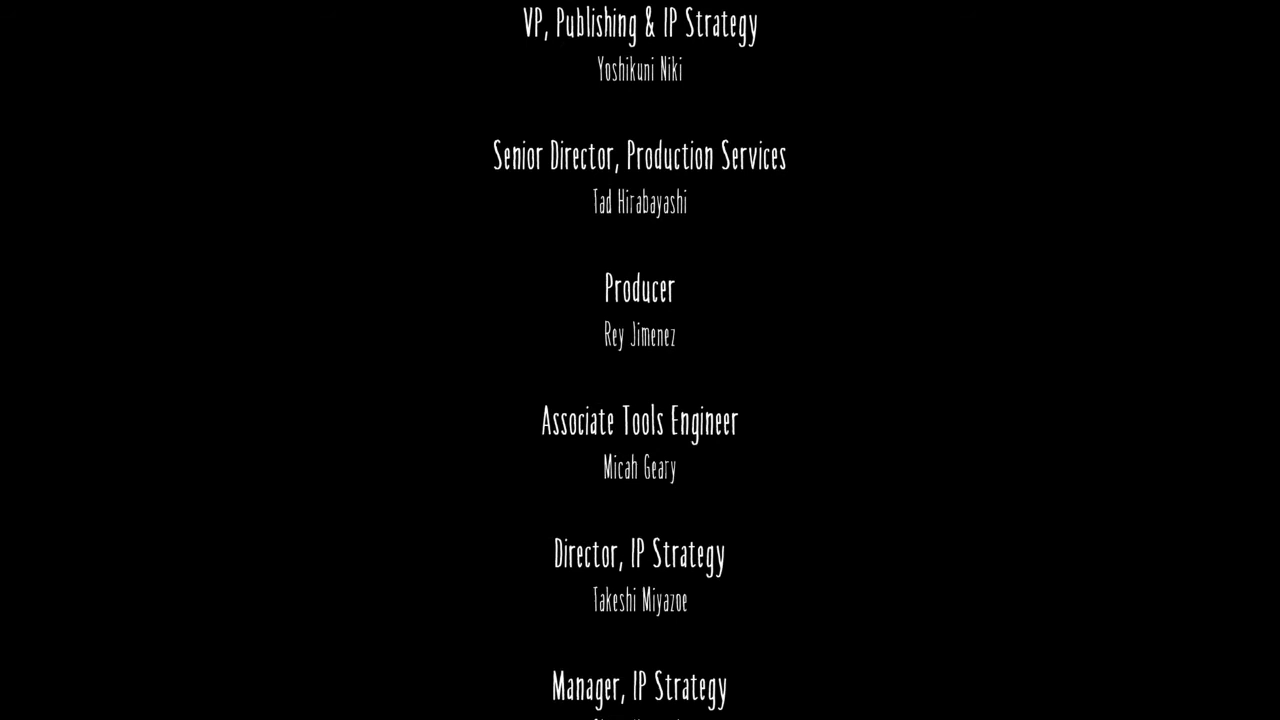 VP, Publishing & IP Strategy
Yoshikuni Niki
Senior Director, Production Services
Tad Hirabayashi
Producer
Rey Jimenez
Associate Tools Engineer
Micah Geary
Director, IP Strategy
Takeshi Miyazoe
Manager, IP Strategy